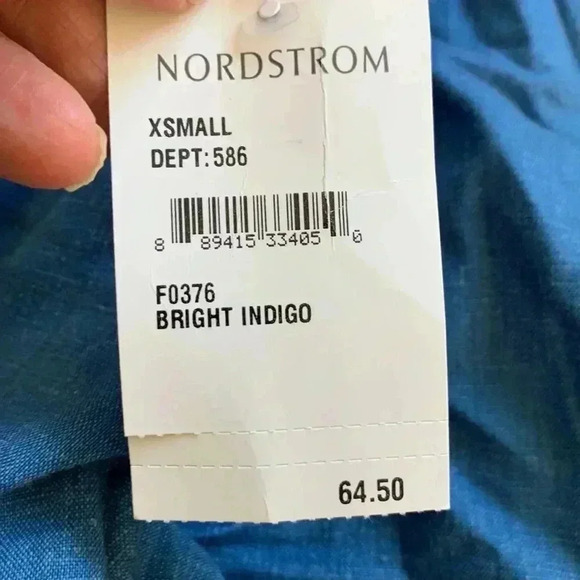 NORDSTROM
XSMALL
DEPT:586
8 89415 33405 0
F0376
BRIGHT INDIGO
64.50